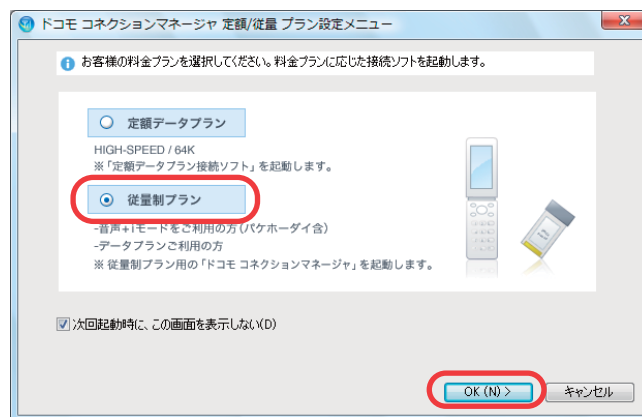 ドコモ コネクションマネージャ 定額/従量 プラン設定メニュー
お客様の料金プランを選択してください。料金プランに応じた接続ソフトを起動します。
定額データプラン
HIGH-SPEED / 64K
※「定額データプラン接続ソフト」を起動します。
従量制プラン
-音声+iモードをご利用の方(パケホーダイ含)
-データプランご利用の方
※ 従量制プラン用の「ドコモ コネクションマネージャ」を起動します。
次回起動時に、この画面を表示しない(D)
OK (N) >
キャンセル